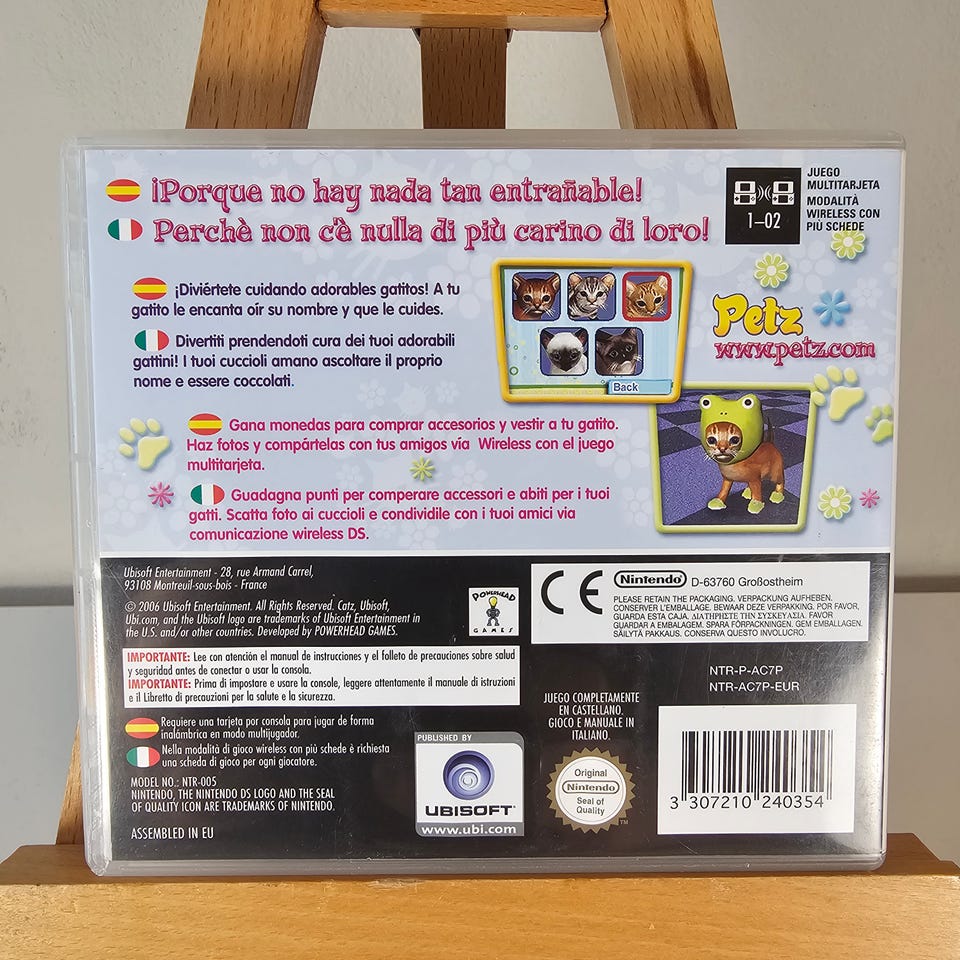 ¡Porque no hay nada tan entrañable!
Perchè non c'è nulla di più carino di loro!
1–02
JUEGO
MULTITARJETA
MODALITÀ
WIRELESS CON
PIÙ SCHEDE
¡Diviértete cuidando adorables gatitos! A tu
gatito le encanta oír su nombre y que le cuides.
Divertiti prendendoti cura dei tuoi adorabili
gattini! I tuoi cuccioli amano ascoltare il proprio
nome e essere coccolati.
Back
Petz
www.petz.com
Gana monedas para comprar accesorios y vestir a tu gatito.
Haz fotos y compártelas con tus amigos vía Wireless con el juego
multitarjeta.
Guadagna punti per comperare accessori e abiti per i tuoi
gatti. Scatta foto ai cuccioli e condividile con i tuoi amici via
comunicazione wireless DS.
Ubisoft Entertainment - 28, rue Armand Carrel,
93108 Montreuil-sous-bois - France
© 2006 Ubisoft Entertainment. All Rights Reserved. Catz, Ubisoft,
Ubi.com, and the Ubisoft logo are trademarks of Ubisoft Entertainment in
the U.S. and/or other countries. Developed by POWERHEAD GAMES.
POWERHEAD
GAMES
CE
Nintendo D-63760 Großostheim
PLEASE RETAIN THE PACKAGING. VERPACKUNG AUFHEBEN.
CONSERVER L'EMBALLAGE. BEWAAR DEZE VERPAKKING. POR FAVOR,
GUARDA ESTA CAJA. ΔΙΑΤΗΡΗΣΤΕ ΤΗΝ ΣΥΣΚΕΥΑΣΙΑ. FAVOR
GUARDAR A EMBALAGEM. SPARA FÖRPACKNINGEN. GEM EMBALLAGEN.
SÄILYTÄ PAKKAUS. CONSERVA QUESTO INVOLUCRO.
IMPORTANTE: Lee con atención el manual de instrucciones y el folleto de precauciones sobre salud
y seguridad antes de conectar o usar la consola.
IMPORTANTE: Prima di impostare e usare la console, leggere attentamente il manuale di istruzioni
e il Libretto di precauzioni per la salute e la sicurezza.
NTR-P-AC7P
NTR-AC7P-EUR
Requiere una tarjeta por consola para jugar de forma
inalámbrica en modo multijugador.
Nella modalità di gioco wireless con più schede è richiesta
una scheda di gioco per ogni giocatore.
JUEGO COMPLETAMENTE
EN CASTELLANO.
GIOCO E MANUALE IN
ITALIANO.
MODEL NO.: NTR-005
NINTENDO, THE NINTENDO DS LOGO AND THE SEAL
OF QUALITY ICON ARE TRADEMARKS OF NINTENDO.
ASSEMBLED IN EU
PUBLISHED BY
UBISOFT
www.ubi.com
Original
Nintendo
Seal of
Quality
TM
3 307210 240354